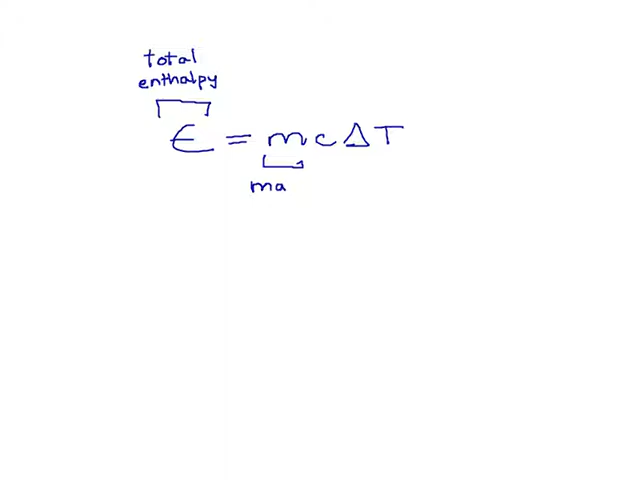 total
enthalpy
E = mcΔT
ma